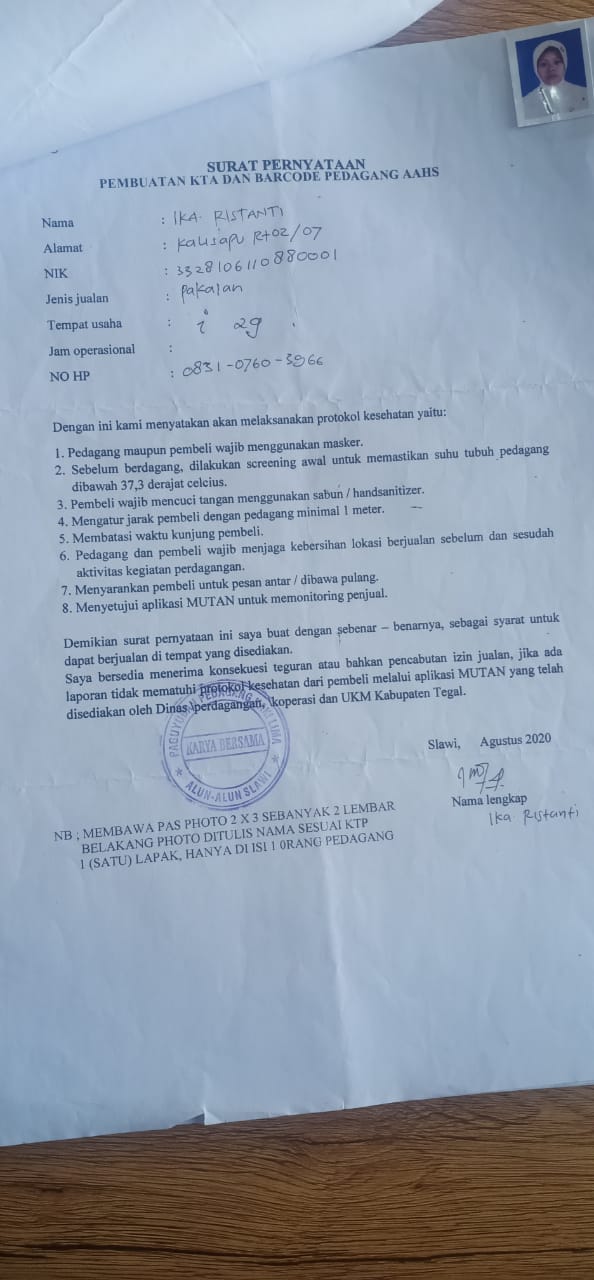 SURAT PERNYATAAN
PEMBUATAN KTA DAN BARCODE PEDAGANG AAHS
Nama : IKA RISTANTI
Alamat : Kalisapu Rt02/07
NIK : 3328106110880001
Jenis jualan : pakaian
Tempat usaha : i 29
Jam operasional :
NO HP : 0831-0760-3966
Dengan ini kami menyatakan akan melaksanakan protokol kesehatan yaitu:
1. Pedagang maupun pembeli wajib menggunakan masker.
2. Sebelum berdagang, dilakukan screening awal untuk memastikan suhu tubuh pedagang
dibawah 37,3 derajat celcius.
3. Pembeli wajib mencuci tangan menggunakan sabun / handsanitizer.
4. Mengatur jarak pembeli dengan pedagang minimal 1 meter.
5. Membatasi waktu kunjung pembeli.
6. Pedagang dan pembeli wajib menjaga kebersihan lokasi berjualan sebelum dan sesudah
aktivitas kegiatan perdagangan.
7. Menyarankan pembeli untuk pesan antar / dibawa pulang.
8. Menyetujui aplikasi MUTAN untuk memonitoring penjual.
Demikian surat pernyataan ini saya buat dengan sebenar – benarnya, sebagai syarat untuk
dapat berjualan di tempat yang disediakan.
Saya bersedia menerima konsekuesi teguran atau bahkan pencabutan izin jualan, jika ada
laporan tidak mematuhi protokol kesehatan dari pembeli melalui aplikasi MUTAN yang telah
disediakan oleh Dinas perdagangan, koperasi dan UKM Kabupaten Tegal.
PAGUYUBAN PEDAGANG KAKI LIMA
KARYA BERSAMA
ALUN-ALUN SLAWI
Slawi, Agustus 2020
Nama lengkap
Ika Ristanti
NB ; MEMBAWA PAS PHOTO 2 X 3 SEBANYAK 2 LEMBAR
BELAKANG PHOTO DITULIS NAMA SESUAI KTP
1 (SATU) LAPAK, HANYA DI ISI 1 0RANG PEDAGANG